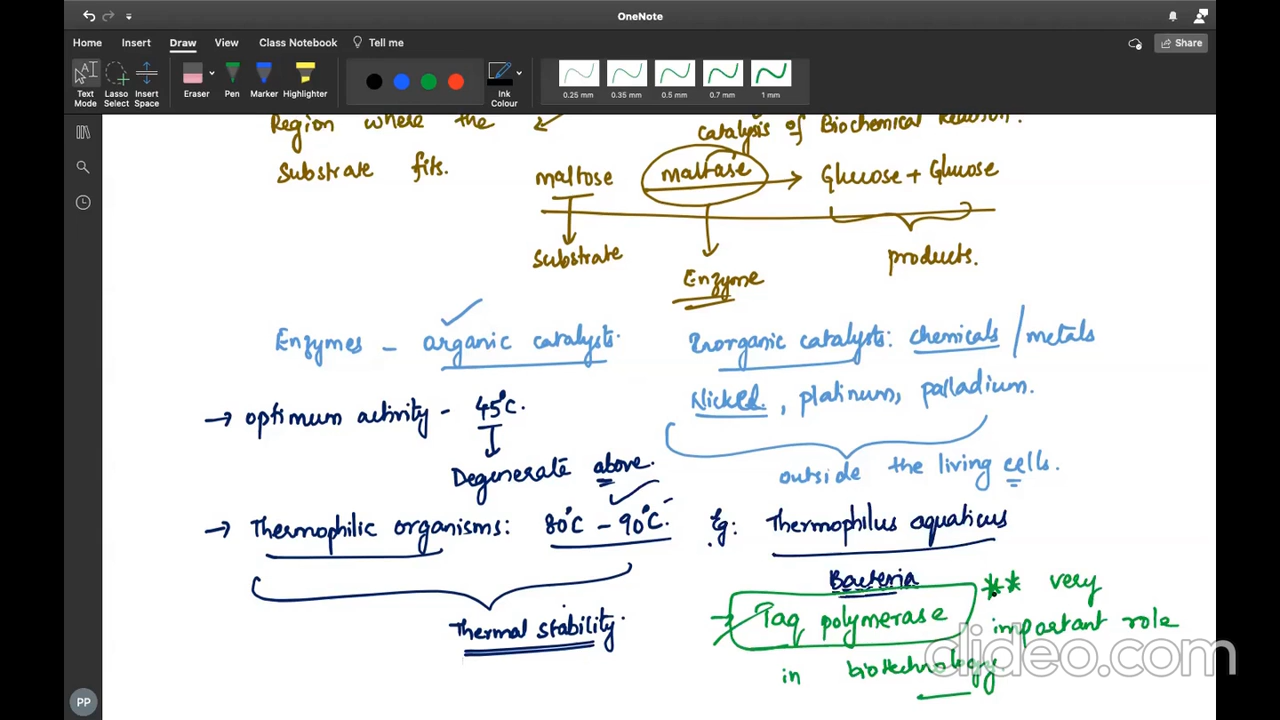 OneNote
Home Insert Draw View Class Notebook Tell me
Share
Text Mode
Lasso Select
Insert Space
Eraser
Pen
Marker
Highlighter
Ink Colour
0.25 mm
0.35 mm
0.5 mm
0.7 mm
1 mm
Region where the
Substrate fits.
catalysis of Biochemical
maltose maltase Glucose + Glucose
Substrate
Enzyme
products.
Enzymes - organic catalysts.
Inorganic catalysts: chemicals / metals
Nickel, platinum, palladium.
outside the living cells.
→ optimum activity - 45°C.
Degenerate above.
→ Thermophilic organisms: 80°C - 90°C.
Eg: Thermophilus aquaticus
Bacteria
Thermal stability.
→ Taq polymerase ** very
important role
in biotechnology
clideo.com
PP